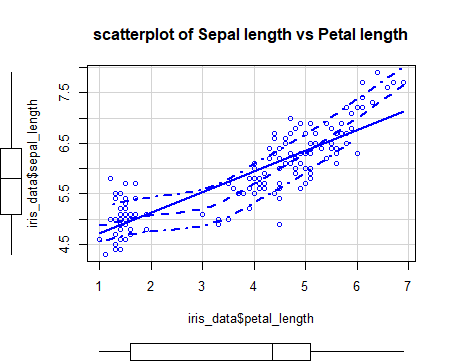 scatterplot of Sepal length vs Petal length
iris_data$sepal_length
7.5
6.5
5.5
4.5
1 2 3 4 5 6 7
iris_data$petal_length